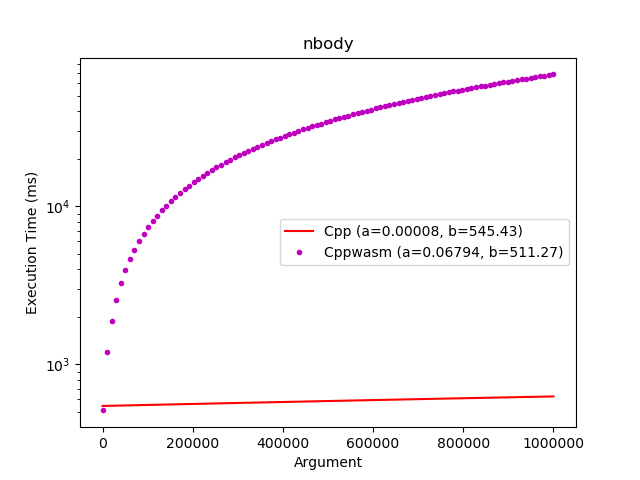 nbody
Execution Time (ms)
10^4
10^3
Cpp (a=0.00008, b=545.43)
Cppwasm (a=0.06794, b=511.27)
0 200000 400000 600000 800000 1000000
Argument